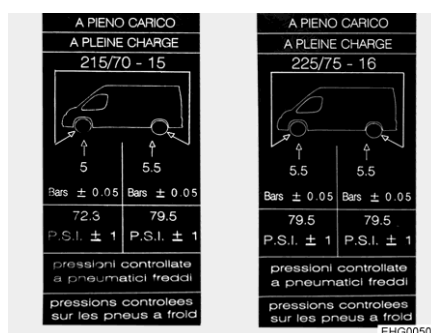 A PIENO CARICO
A PLEINE CHARGE
215/70 - 15
5 5.5
Bars ± 0.05 Bars ± 0.05
72.3 79.5
P.S.I. ± 1 P.S.I. ± 1
pressioni controllate
a pneumatici freddi
pressions controlees
sur les pneus a froid
A PIENO CARICO
A PLEINE CHARGE
225/75 - 16
5.5 5.5
Bars ± 0.05 Bars ± 0.05
79.5 79.5
P.S.I. ± 1 P.S.I. ± 1
pressioni controllate
a pneumatici freddi
pressions controlees
sur les pneus a froid
EHG0050